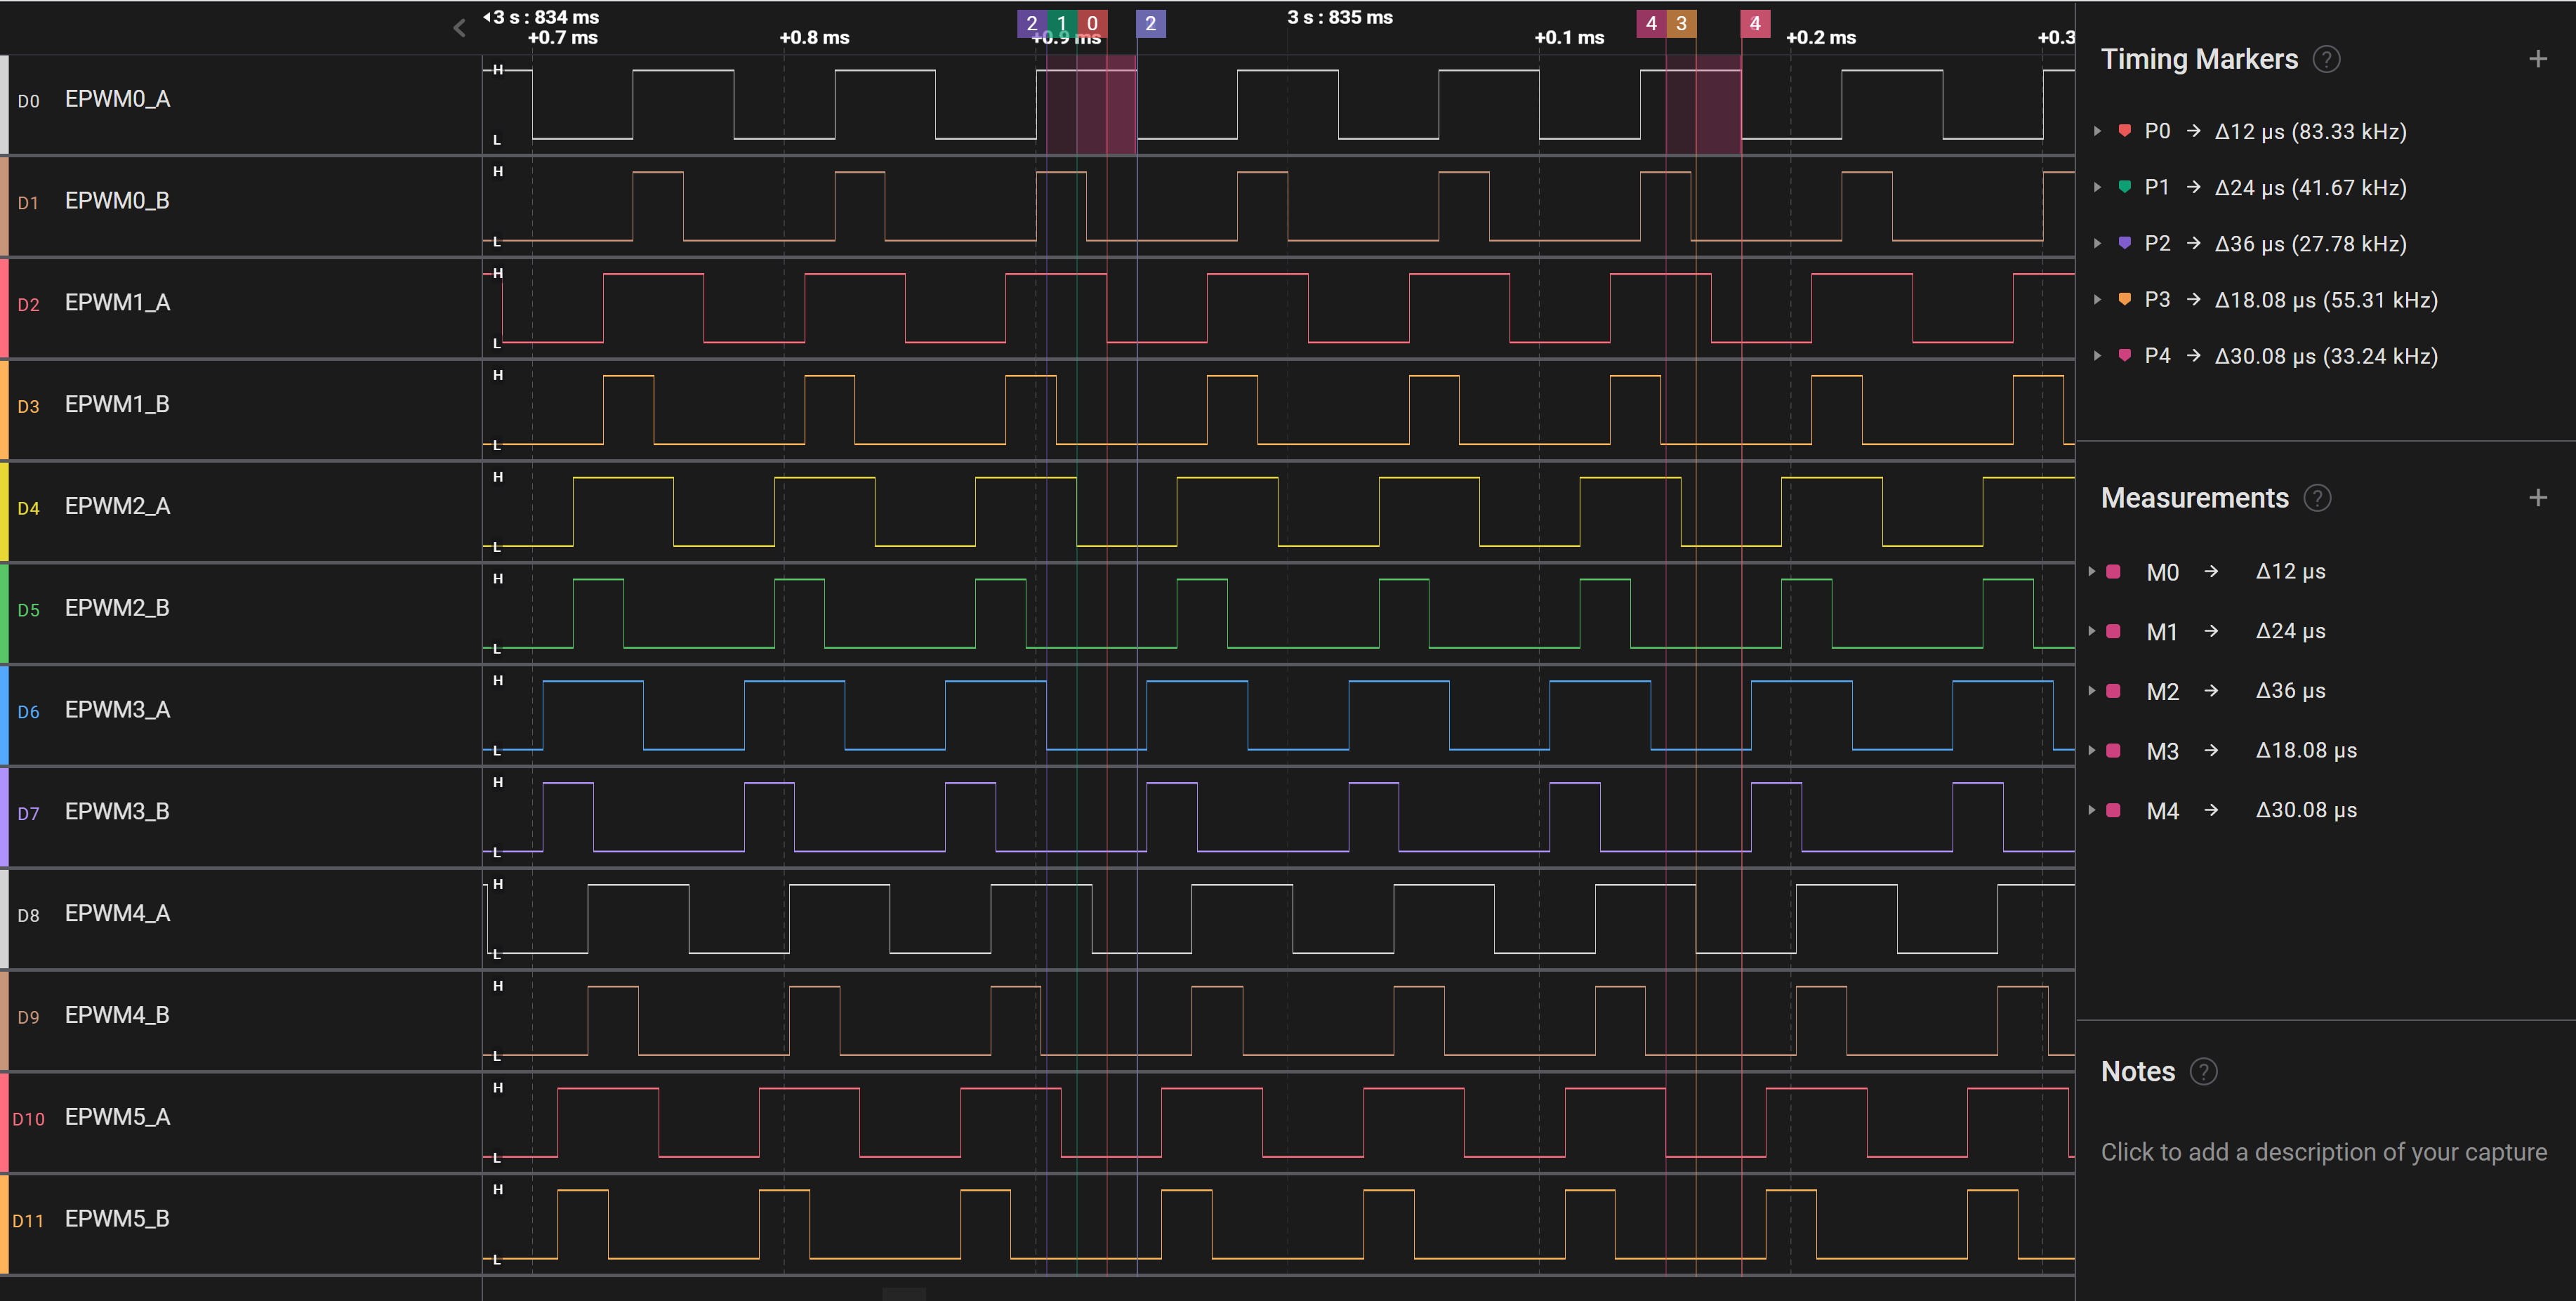 3 s : 834 ms
3 s : 835 ms
2 1 0 2 4 3 4
+0.7 ms +0.8 ms +0.9 ms +0.1 ms +0.2 ms +0.3
H
D0 EPWM0_A
L
H
D1 EPWM0_B
L
H
D2 EPWM1_A
L
H
D3 EPWM1_B
L
H
D4 EPWM2_A
L
H
D5 EPWM2_B
L
H
D6 EPWM3_A
L
H
D7 EPWM3_B
L
H
D8 EPWM4_A
L
H
D9 EPWM4_B
L
H
D10 EPWM5_A
L
H
D11 EPWM5_B
L
Timing Markers ? +
P0 → Δ12 μs (83.33 kHz)
P1 → Δ24 μs (41.67 kHz)
P2 → Δ36 μs (27.78 kHz)
P3 → Δ18.08 μs (55.31 kHz)
P4 → Δ30.08 μs (33.24 kHz)
Measurements ? +
M0 → Δ12 μs
M1 → Δ24 μs
M2 → Δ36 μs
M3 → Δ18.08 μs
M4 → Δ30.08 μs
Notes ?
Click to add a description of your capture